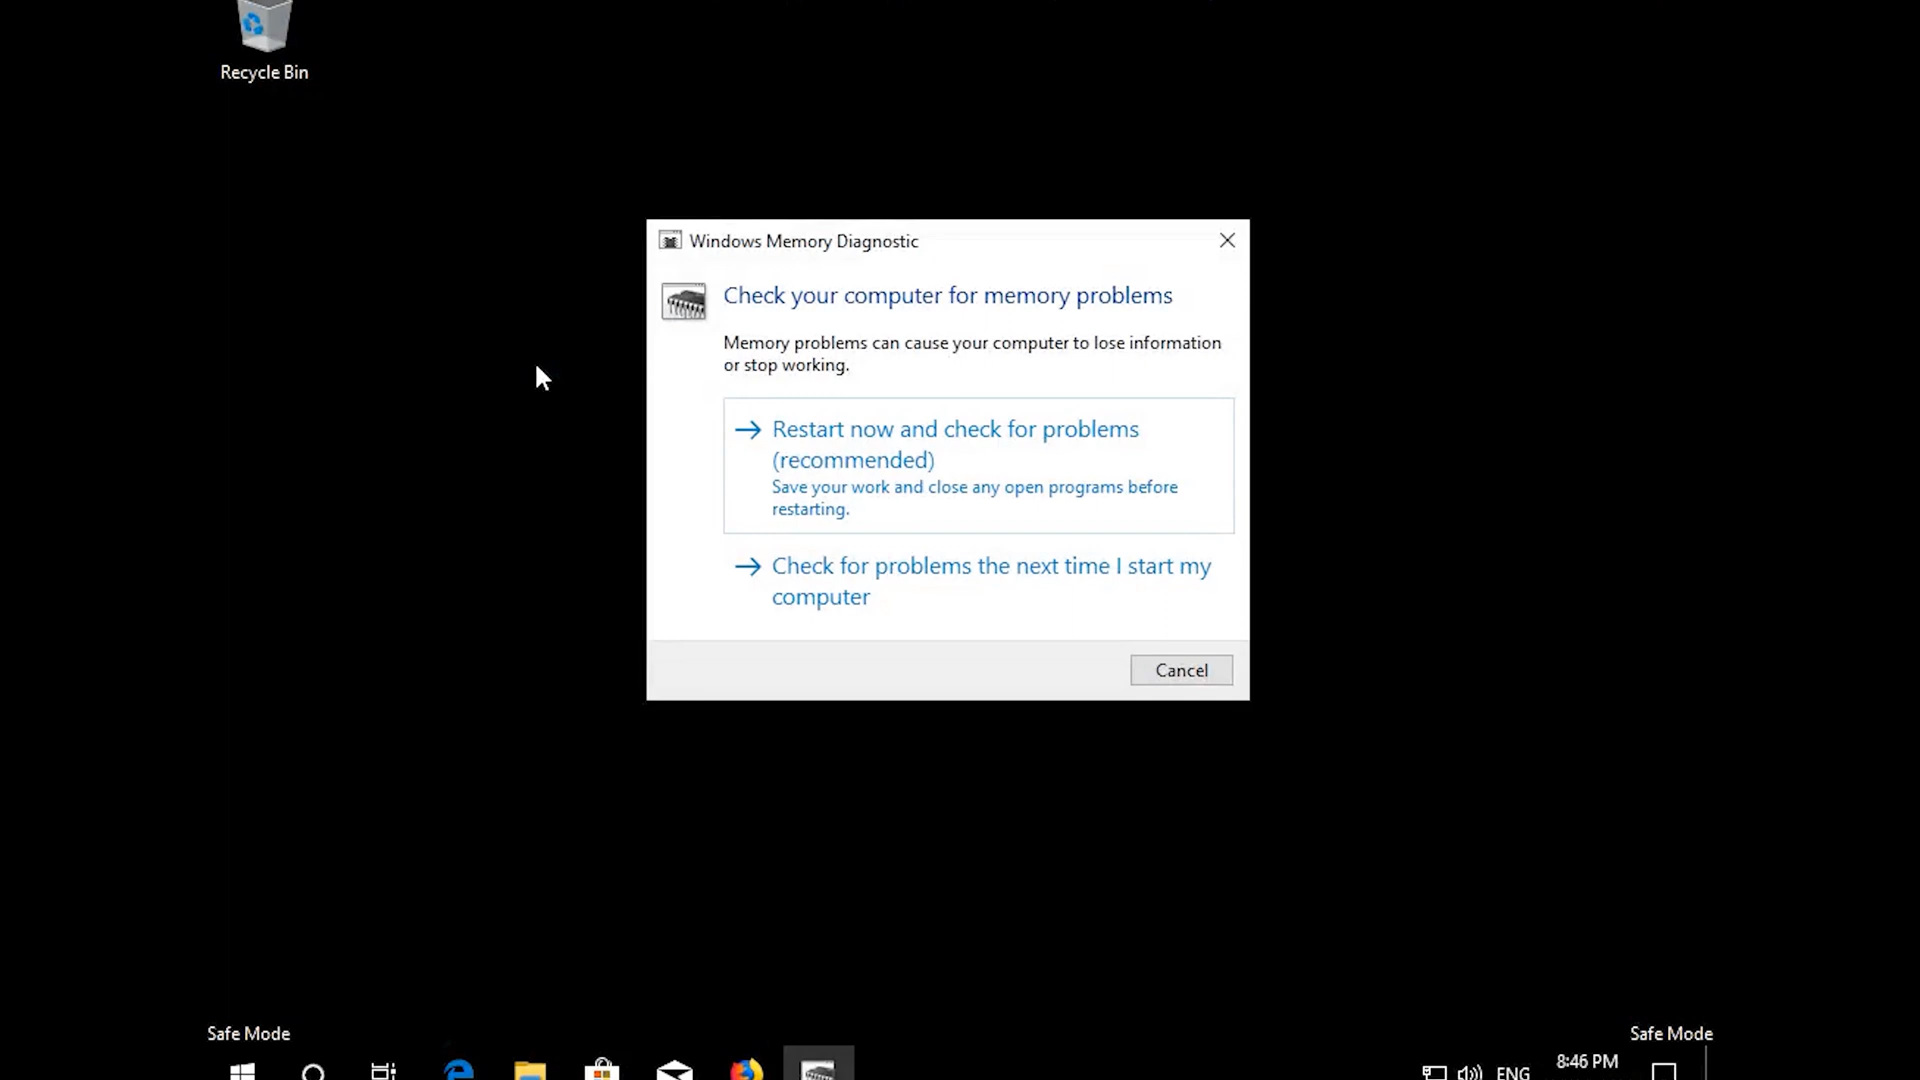 Recycle Bin
Windows Memory Diagnostic
Check your computer for memory problems
Memory problems can cause your computer to lose information
or stop working.
Restart now and check for problems
(recommended)
Save your work and close any open programs before
restarting.
Check for problems the next time I start my
computer
Cancel
Safe Mode
Safe Mode
8:46 PM
ENG